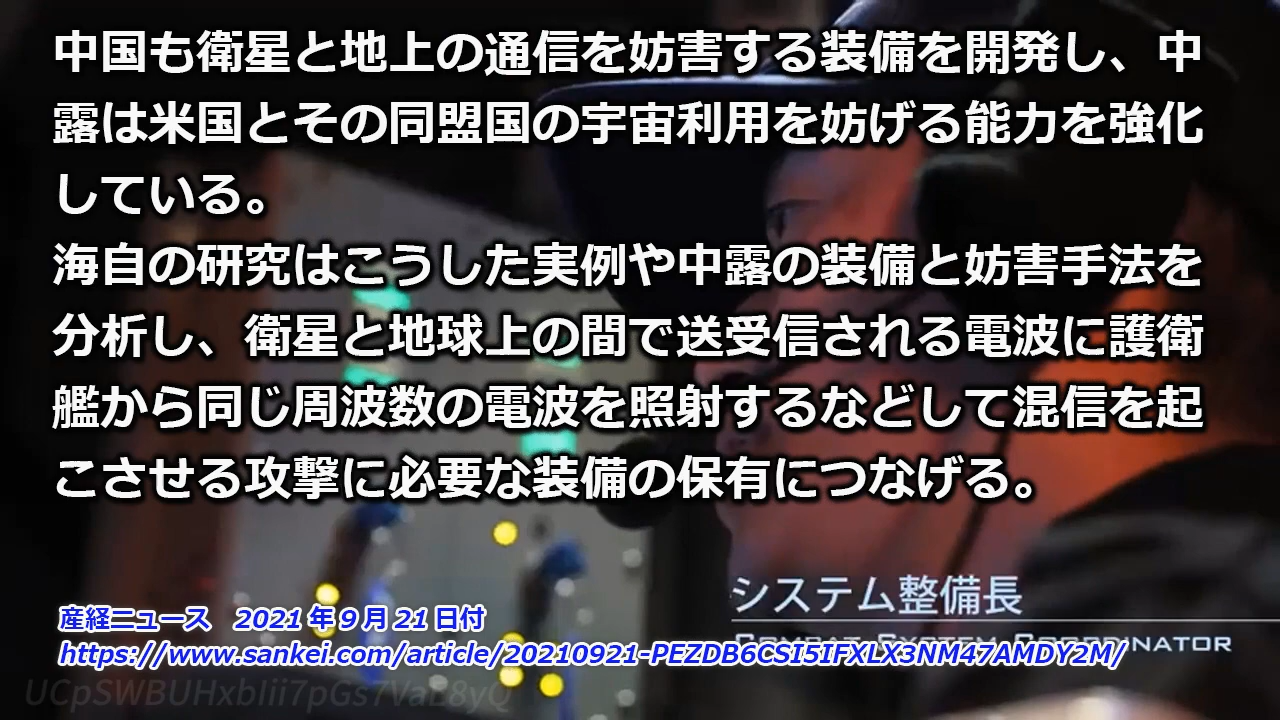 中国も衛星と地上の通信を妨害する装備を開発し、中
露は米国とその同盟国の宇宙利用を妨げる能力を強化
している。
海自の研究はこうした実例や中露の装備と妨害手法を
分析し、衛星と地球上の間で送受信される電波に護衛
艦から同じ周波数の電波を照射するなどして混信を起
こさせる攻撃に必要な装備の保有につなげる。
システム整備長
COMBAT SYSTEM COORDINATOR
産経ニュース　2021年9月21日付
https://www.sankei.com/article/20210921-PEZDB6CSI5IFXLX3NM47AMDY2M/
UCpSWBUHxbIii7pGs7VaE8yQ